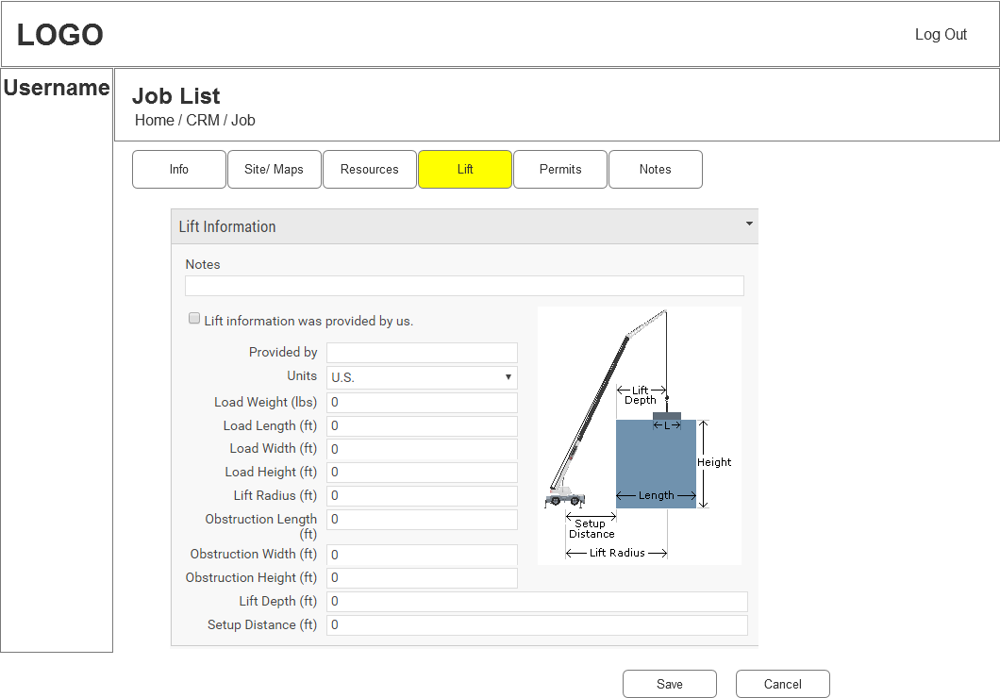 LOGO
Log Out
Username
Job List
Home / CRM / Job
Info
Site/ Maps
Resources
Lift
Permits
Notes
Lift Information
Notes
Lift information was provided by us.
Provided by
Units U.S.
Load Weight (lbs) 0
Load Length (ft) 0
Load Width (ft) 0
Load Height (ft) 0
Lift Radius (ft) 0
Obstruction Length 0
(ft)
Obstruction Width (ft) 0
Obstruction Height (ft) 0
Lift Depth (ft) 0
Setup Distance (ft) 0
Lift
Depth
L
Height
Length
Setup
Distance
Lift Radius
Save
Cancel